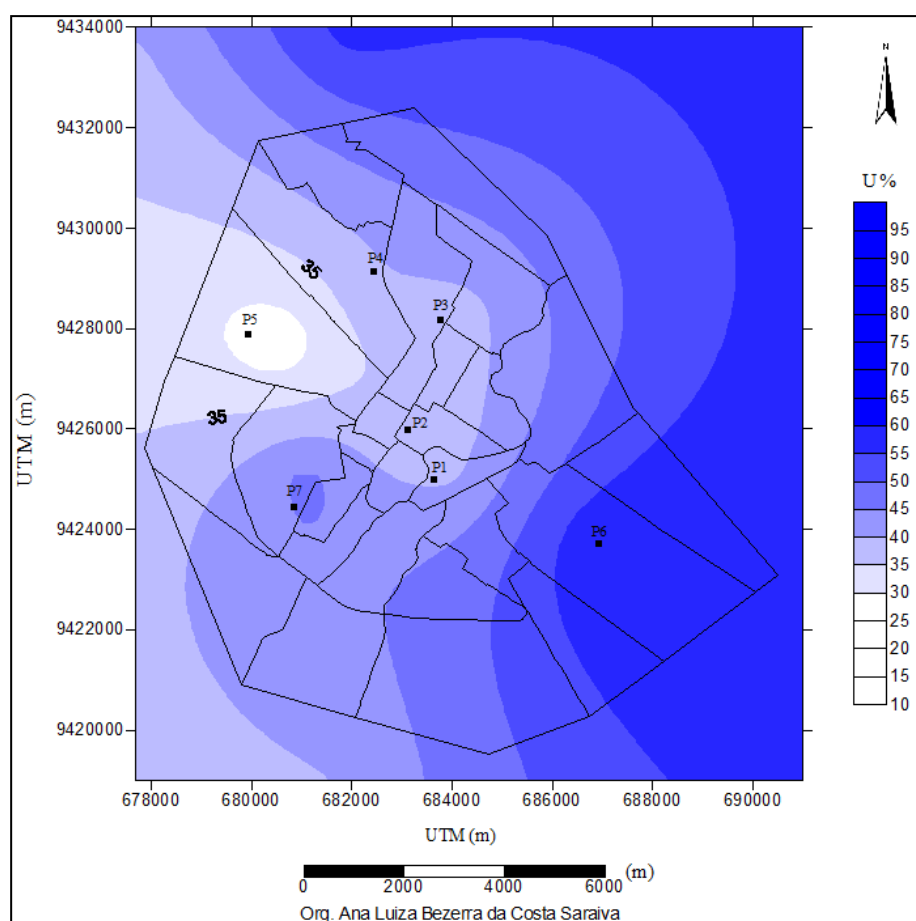 9434000
N
9432000
U%
95
90
9430000
35
P4
85
80
P3
75
P5
9428000
70
65
60
35
9426000
P2
55
UTM (m)
50
P1
45
P7
40
9424000
P6
35
30
25
9422000
20
15
10
9420000
678000 680000 682000 684000 686000 688000 690000
UTM (m)
(m)
0 2000 4000 6000
Org. Ana Luiza Bezerra da Costa Saraiva